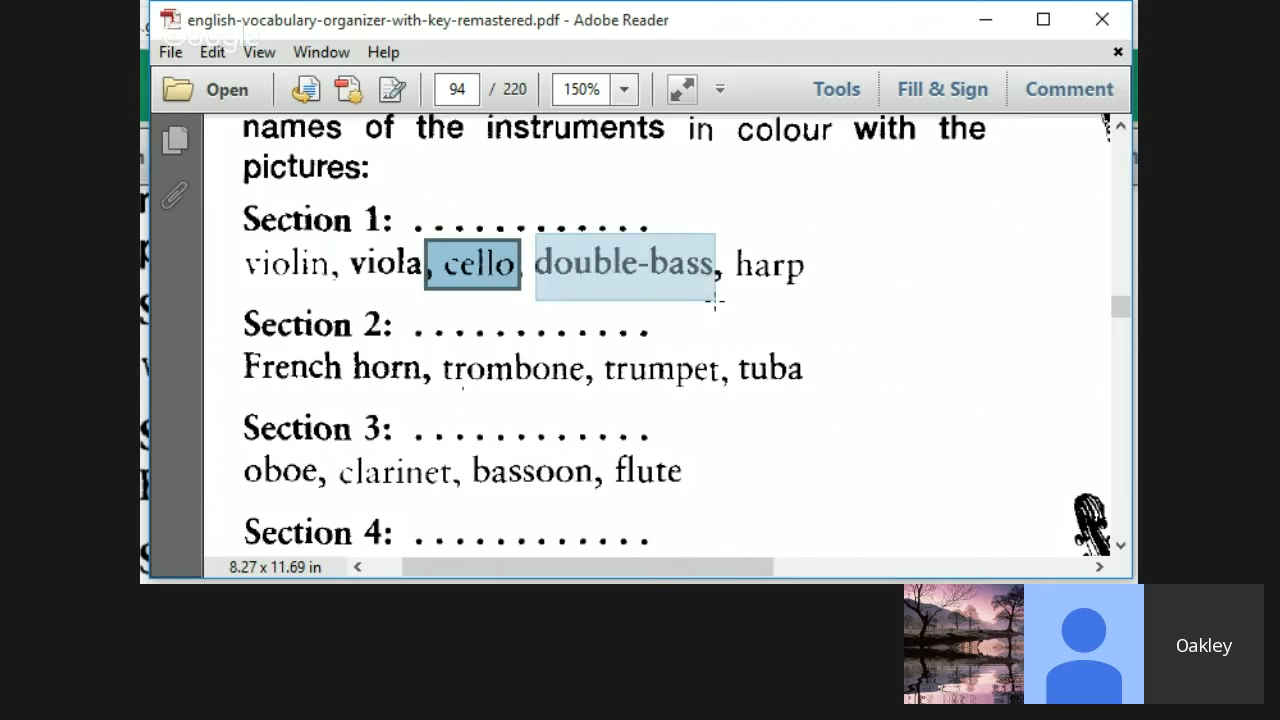 english-vocabulary-organizer-with-key-remastered.pdf - Adobe Reader
Google
File Edit View Window Help
Open 94 / 220 150% Tools Fill & Sign Comment
names of the instruments in colour with the
pictures:
Section 1: . . . . . . . . . . . .
violin, viola, cello, double-bass, harp
Section 2: . . . . . . . . . . . .
French horn, trombone, trumpet, tuba
Section 3: . . . . . . . . . . . .
oboe, clarinet, bassoon, flute
Section 4: . . . . . . . . . . . .
8.27 x 11.69 in
Oakley